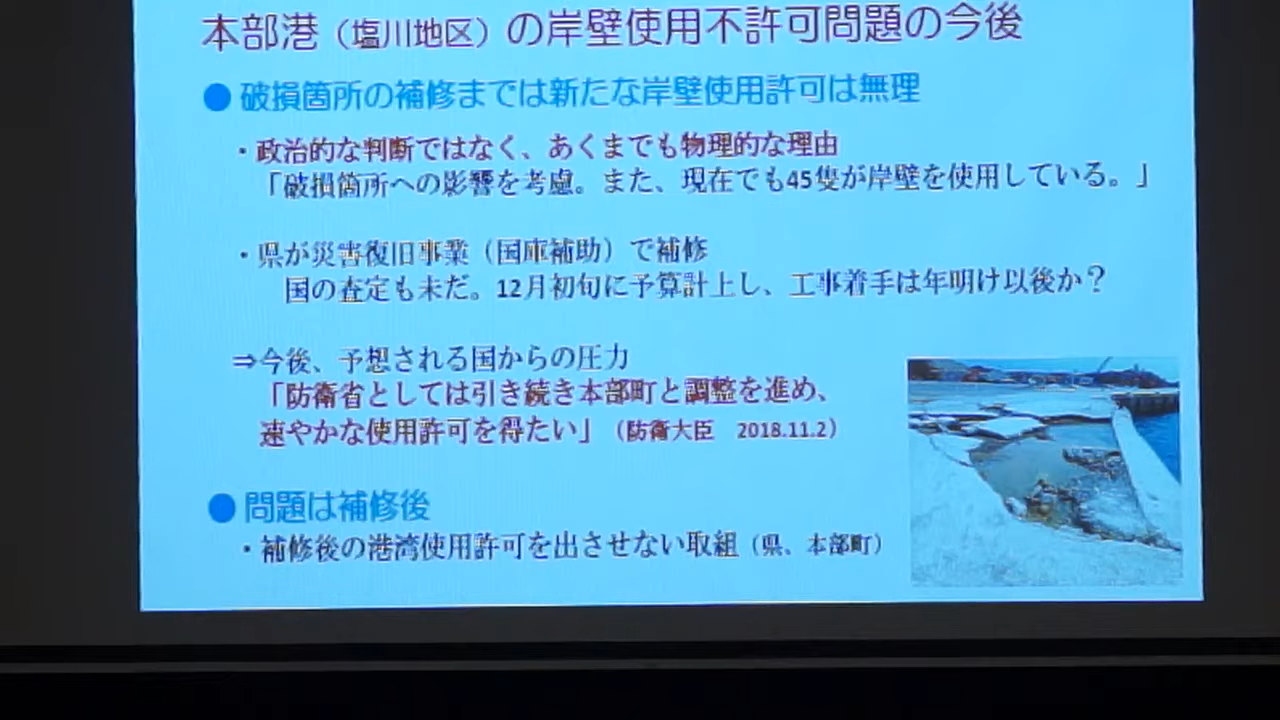 本部港（塩川地区）の岸壁使用不許可問題の今後
● 破損箇所の補修までは新たな岸壁使用許可は無理
・政治的な判断ではなく、あくまでも物理的な理由
「破損箇所への影響を考慮。また、現在でも45隻が岸壁を使用している。」
・県が災害復旧事業（国庫補助）で補修
国の査定も未だ。12月初旬に予算計上し、工事着手は年明け以後か？
⇒今後、予想される国からの圧力
「防衛省としては引き続き本部町と調整を進め、
速やかな使用許可を得たい」（防衛大臣　2018.11.2）
● 問題は補修後
・補修後の港湾使用許可を出させない取組（県、本部町）